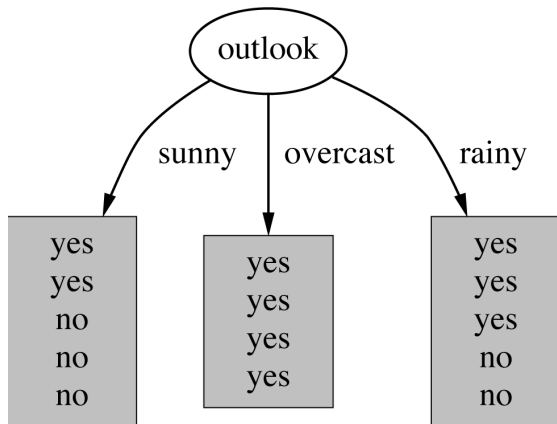 outlook
sunny
overcast
rainy
yes
yes
no
no
no
yes
yes
yes
yes
yes
yes
yes
no
no